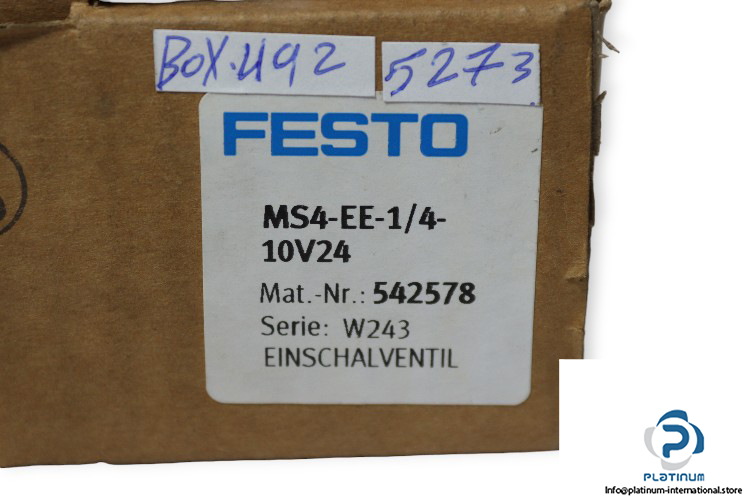 BOX.492
5273
FESTO
MS4-EE-1/4-
10V24
Mat.-Nr.: 542578
Serie: W243
EINSCHALVENTIL
PLATINUM
Info@platinum-international.store